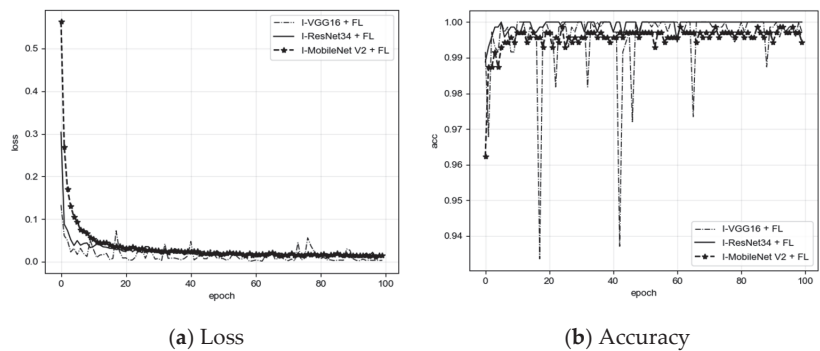 I-VGG16 + FL
I-ResNet34 + FL
I-MobileNet V2 + FL
0.5
0.4
0.3
0.2
0.1
0.0
loss
0 20 40 60 80 100
epoch
(a) Loss
1.00
0.99
0.98
0.97
0.96
0.95
0.94
acc
I-VGG16 + FL
I-ResNet34 + FL
I-MobileNet V2 + FL
0 20 40 60 80 100
epoch
(b) Accuracy